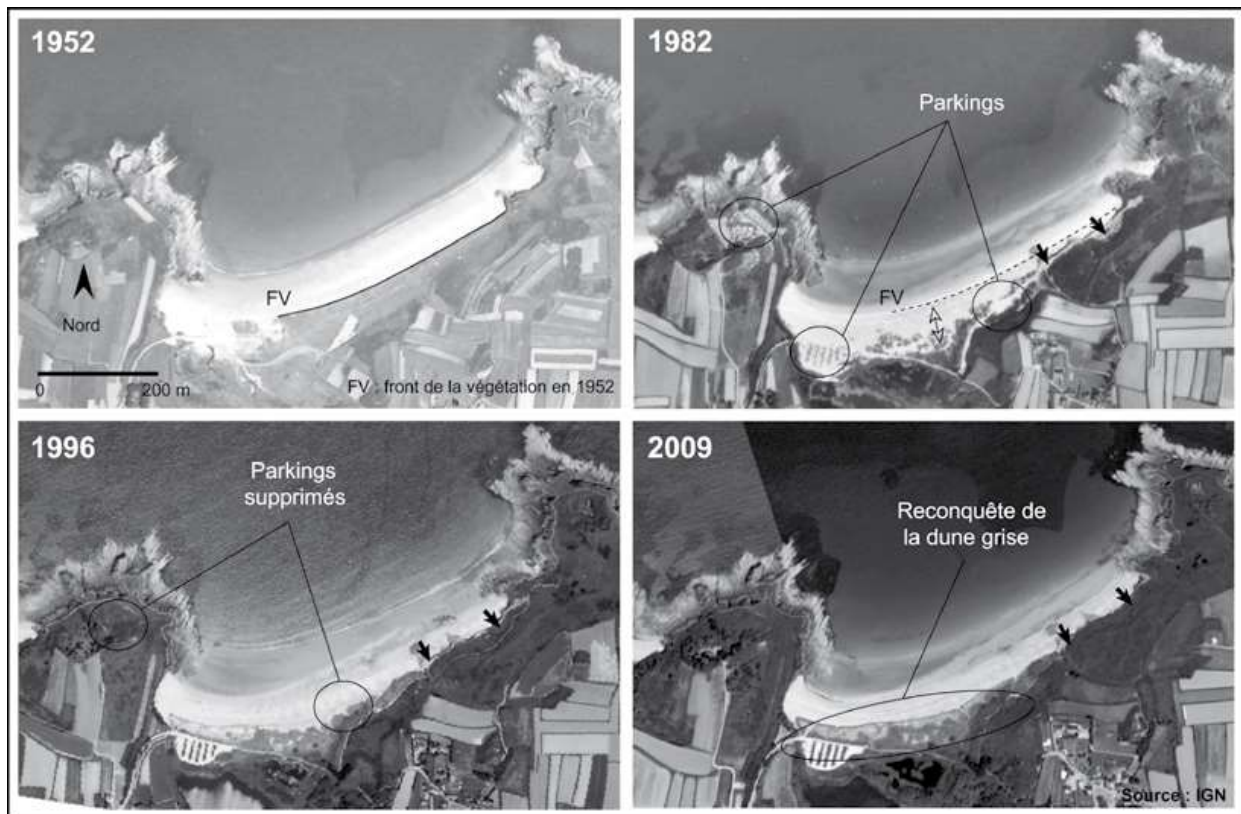 1952
FV
Nord
0 200 m
FV : front de la végétation en 1952
1982
Parkings
FV
1996
Parkings
supprimés
2009
Reconquête de
la dune grise
Source : IGN